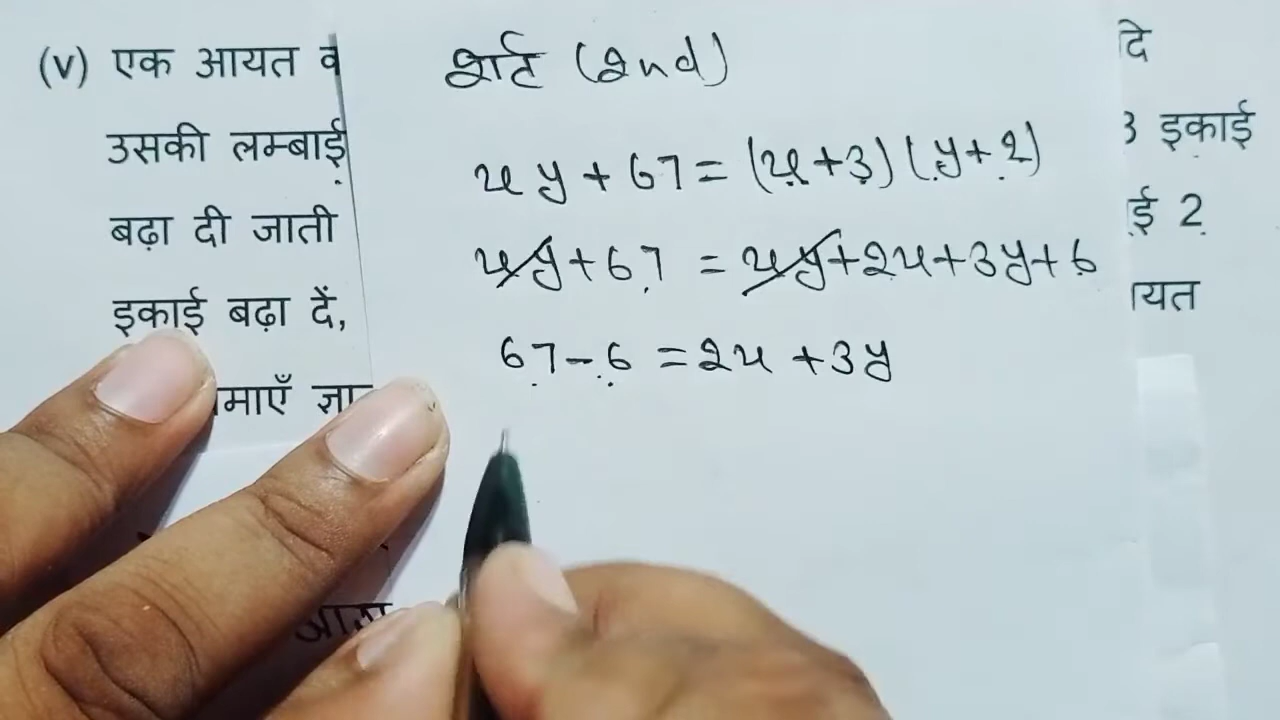 (v) एक आयत
उसकी लम्बाई
बढ़ा दी जाती
इकाई बढ़ा दें,
शर्त (2nd)
xy + 67 = (x+3)(y+2)
xy + 67 = xy+2x+3y+6
67-6 = 2x +3y
दि
3 इकाई
ई 2
यत